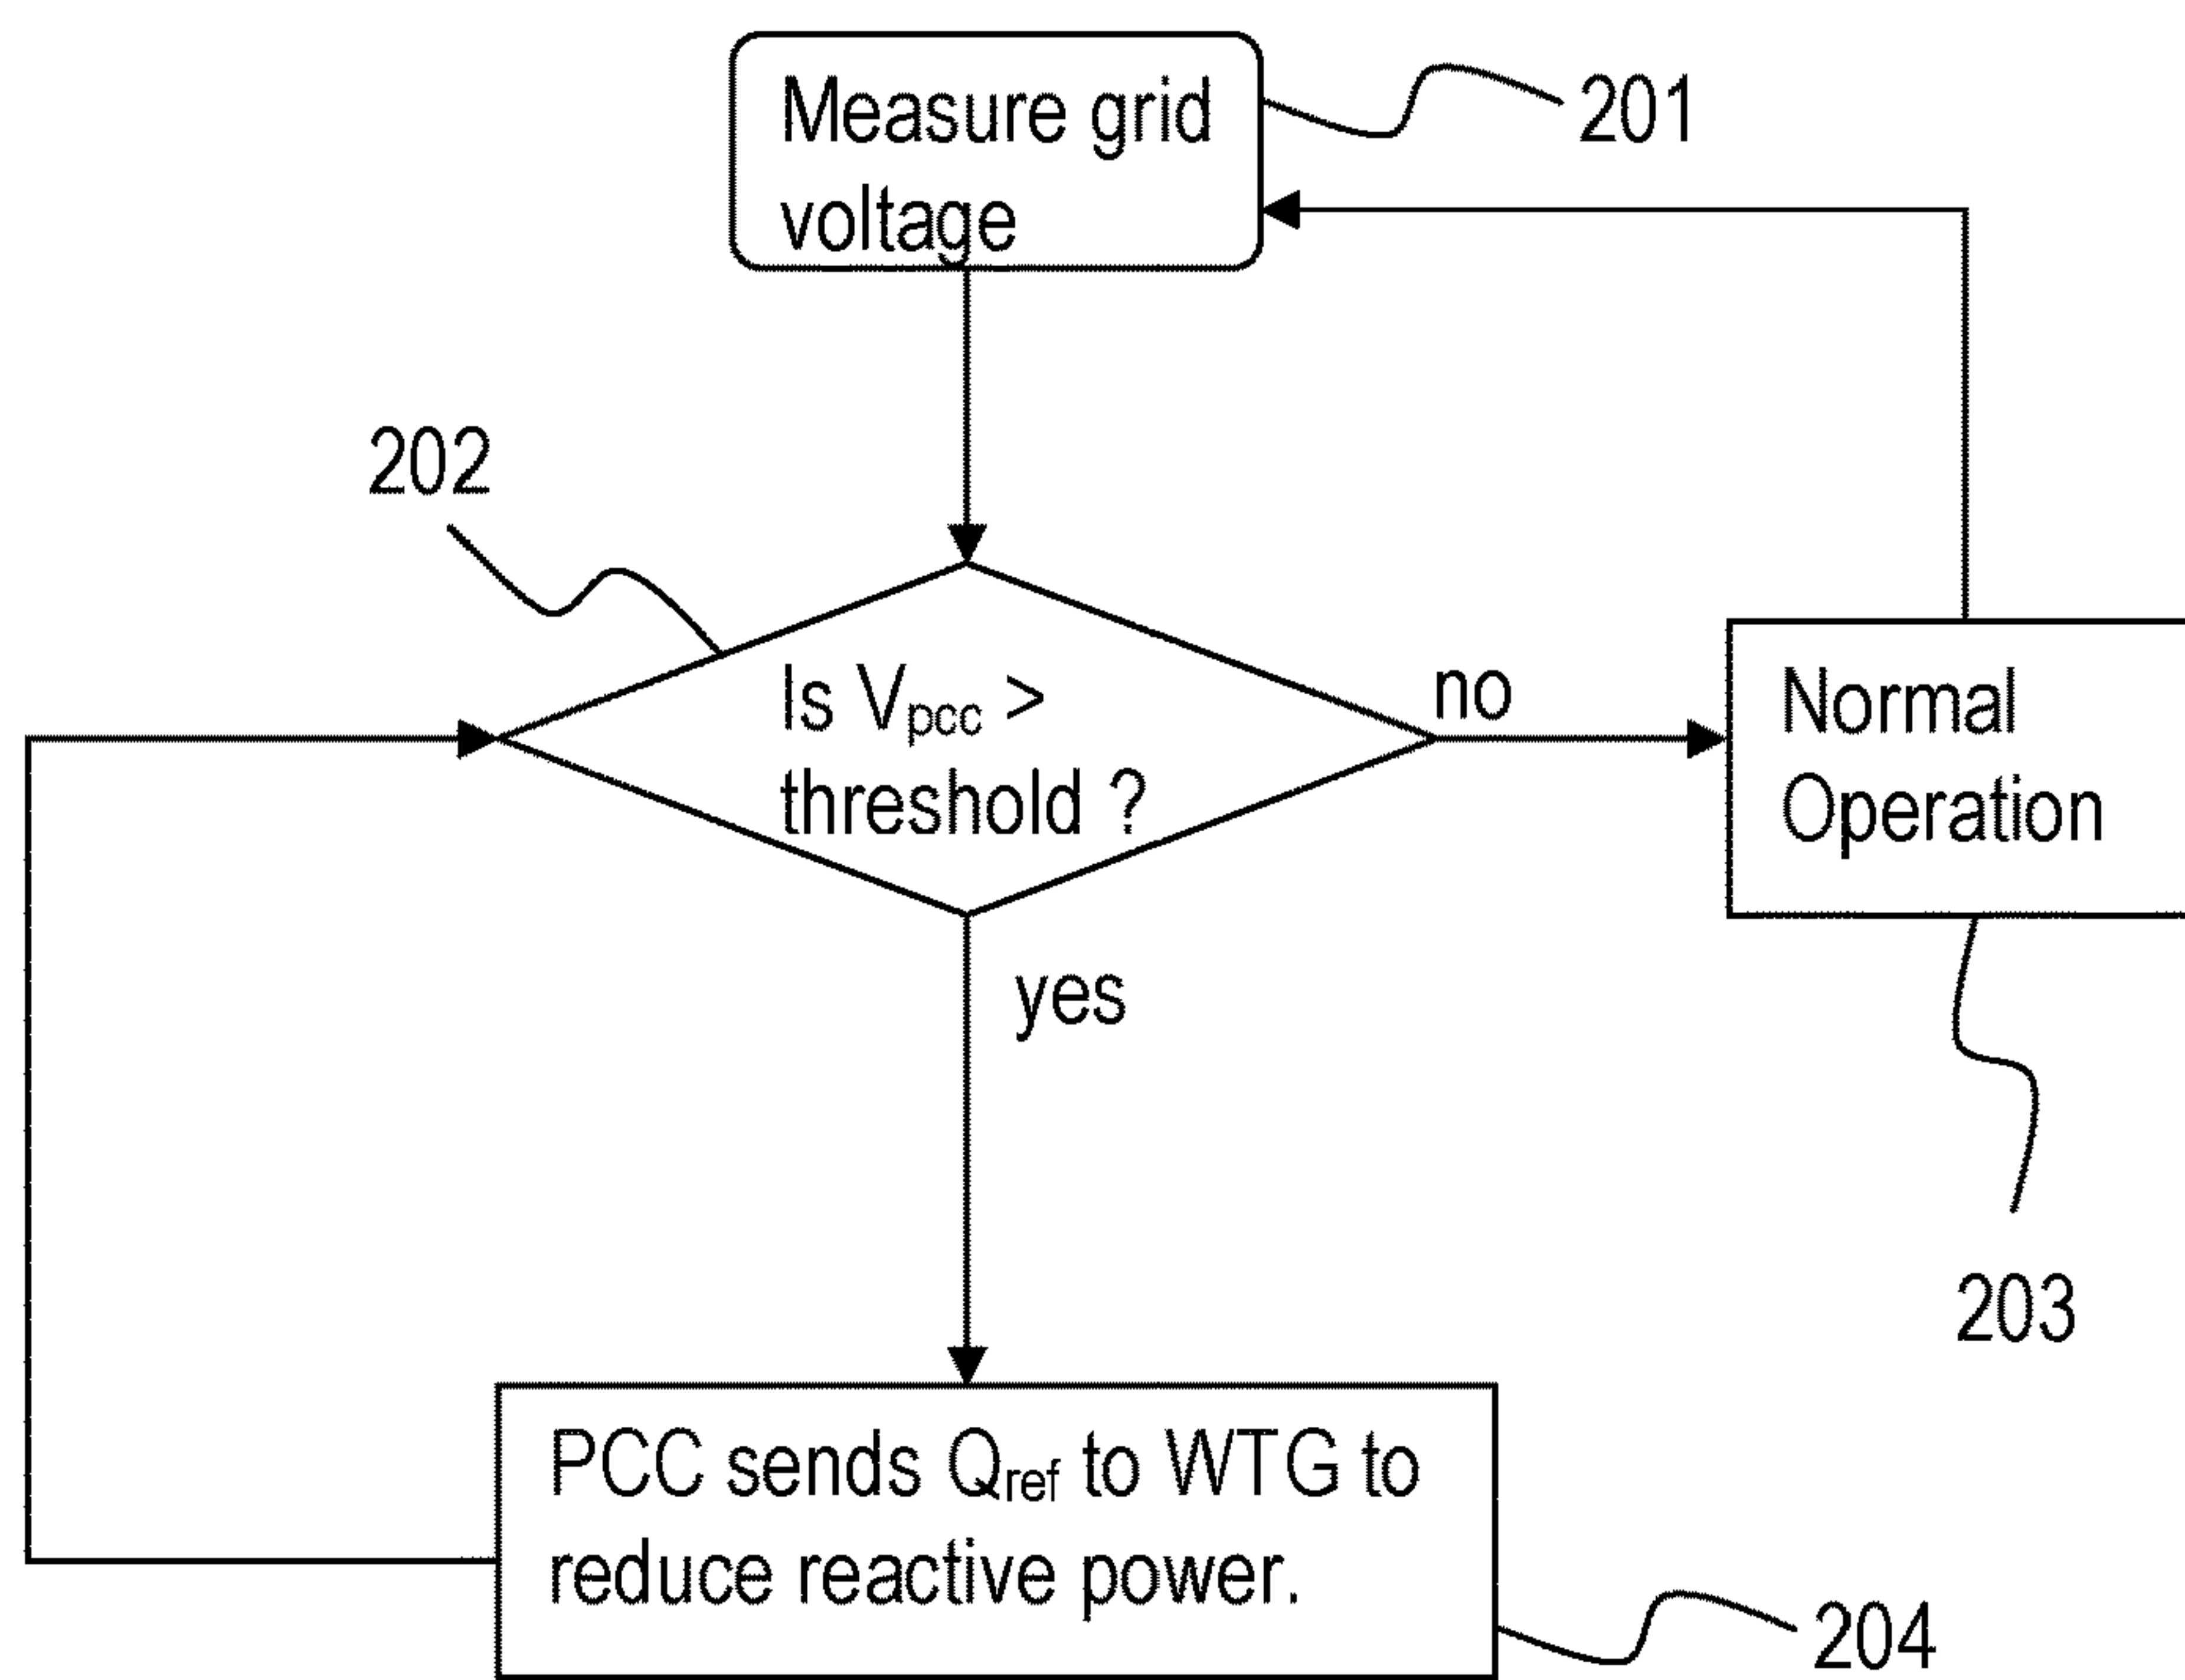 Measure grid
voltage
201
202
Is Vpcc >
threshold ?
no
Normal
Operation
yes
203
PCC sends Qref to WTG to
reduce reactive power.
204